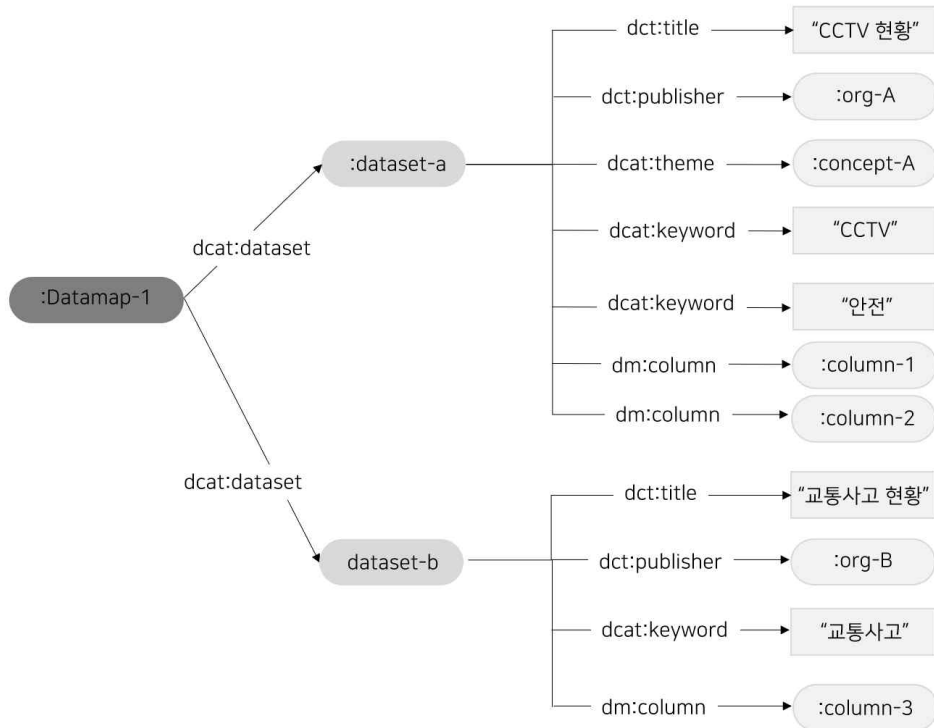 dct:title
“CCTV 현황”
dct:publisher
:org-A
:dataset-a
dcat:theme
:concept-A
dcat:keyword
“CCTV”
dcat:dataset
:Datamap-1
dcat:keyword
“안전”
dm:column
:column-1
dm:column
:column-2
dcat:dataset
dct:title
“교통사고 현황”
dataset-b
dct:publisher
:org-B
dcat:keyword
“교통사고”
dm:column
:column-3